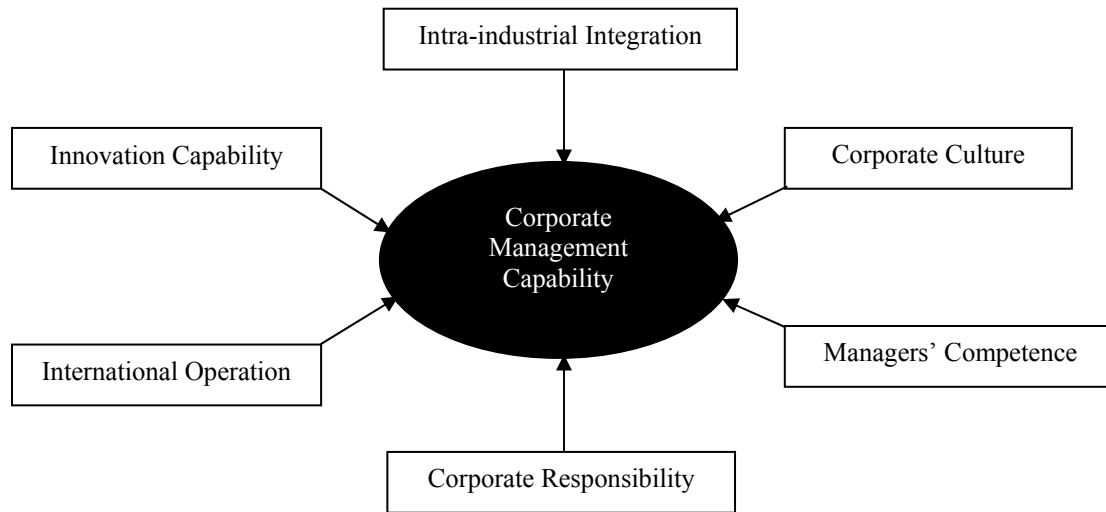 Intra-industrial Integration
Innovation Capability
Corporate Culture
Corporate
Management
Capability
International Operation
Managers’ Competence
Corporate Responsibility